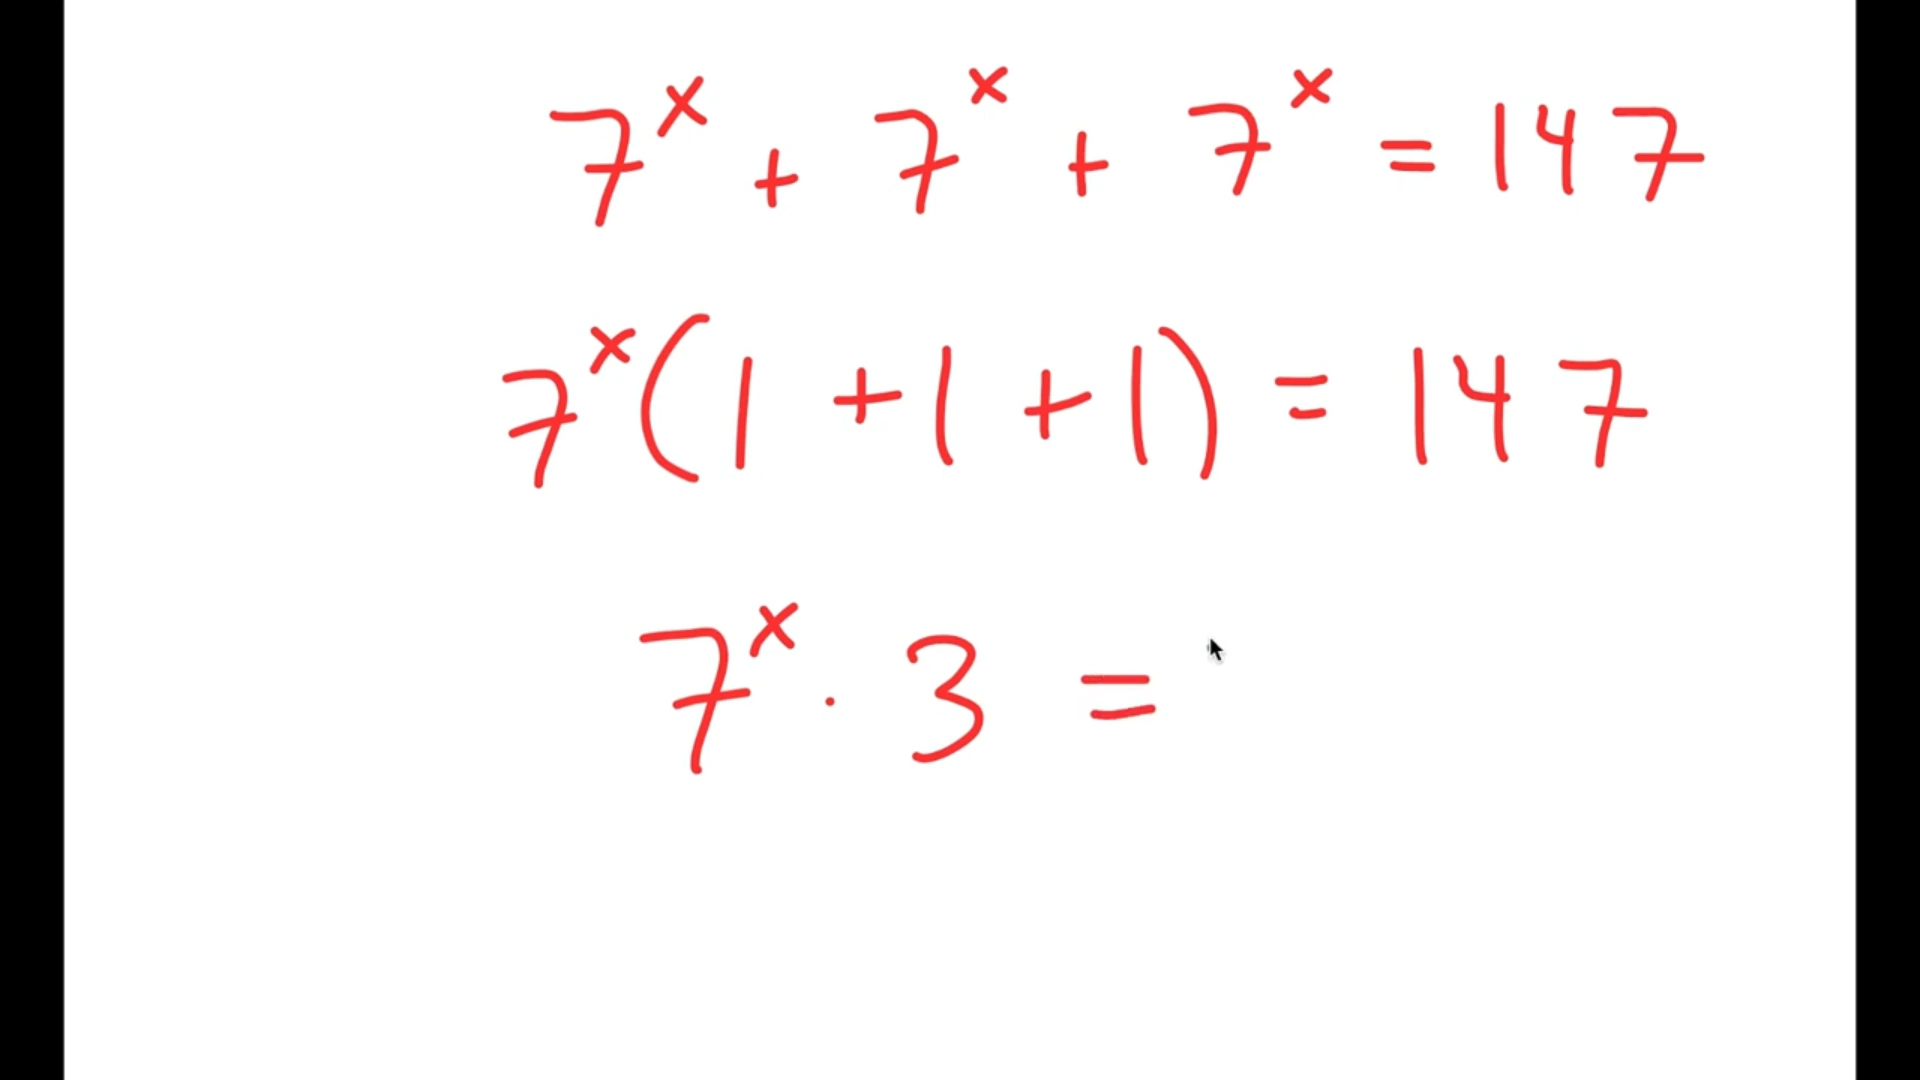 7^x + 7^x + 7^x = 147
7^x(1 + 1 + 1) = 147
7^x · 3 =